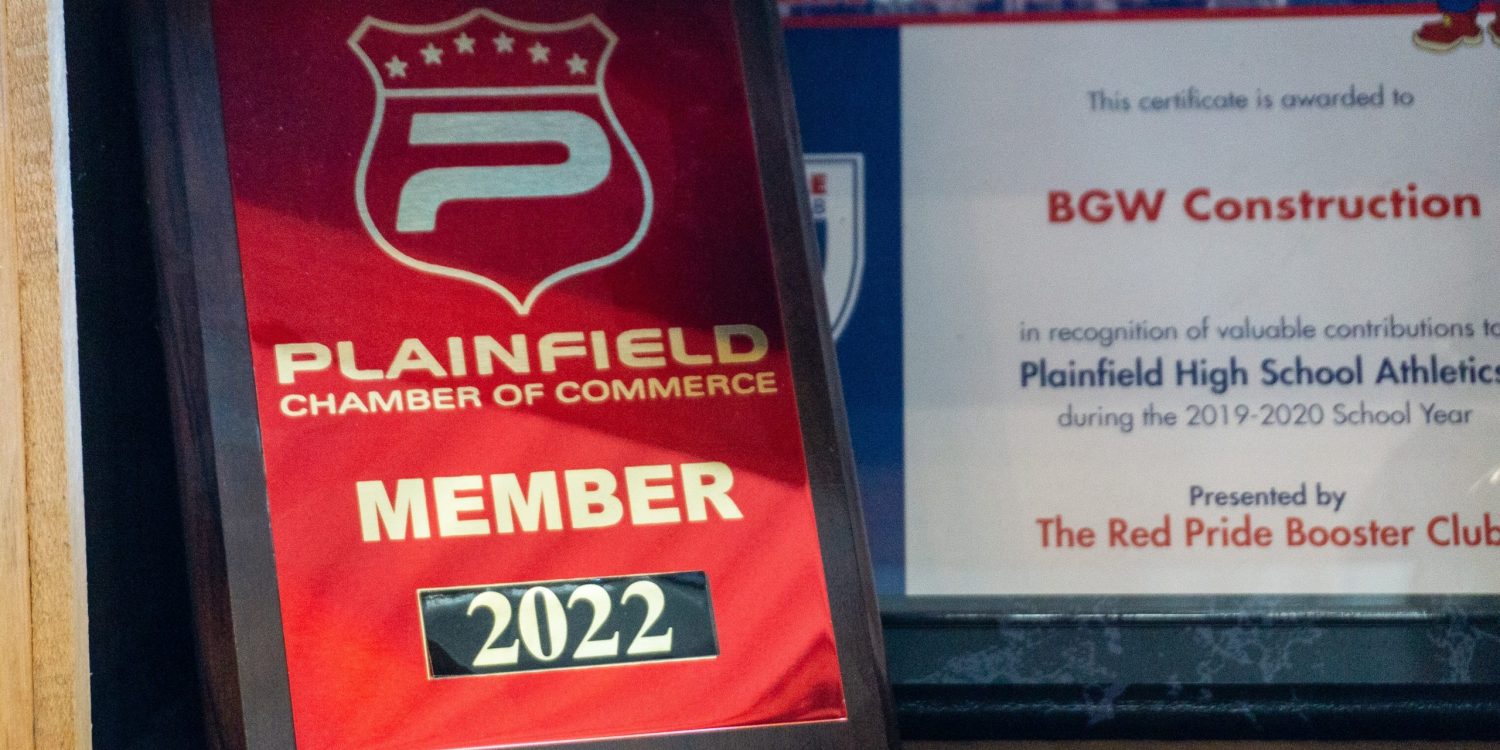 P
PLAINFIELD
CHAMBER OF COMMERCE
MEMBER
2022
This certificate is awarded to
BGW Construction
in recognition of valuable contributions to
Plainfield High School Athletics
during the 2019-2020 School Year
Presented by
The Red Pride Booster Club